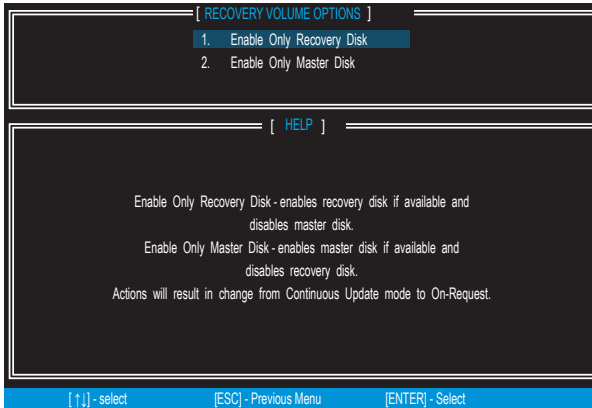 [ RECOVERY VOLUME OPTIONS ]
1. Enable Only Recovery Disk
2. Enable Only Master Disk
[ HELP ]
Enable Only Recovery Disk - enables recovery disk if available and
disables master disk.
Enable Only Master Disk - enables master disk if available and
disables recovery disk.
Actions will result in change from Continuous Update mode to On-Request.
[ ↑↓] - select [ESC] - Previous Menu [ENTER] - Select